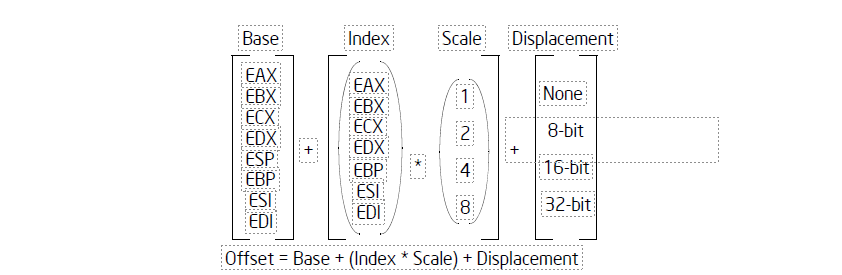 Base Index Scale Displacement
EAX
EBX
ECX
EDX
ESP
EBP
ESI
EDI
+
EAX
EBX
ECX
EDX
EBP
ESI
EDI
*
1
2
4
8
+
None
8-bit
16-bit
32-bit
Offset = Base + (Index * Scale) + Displacement